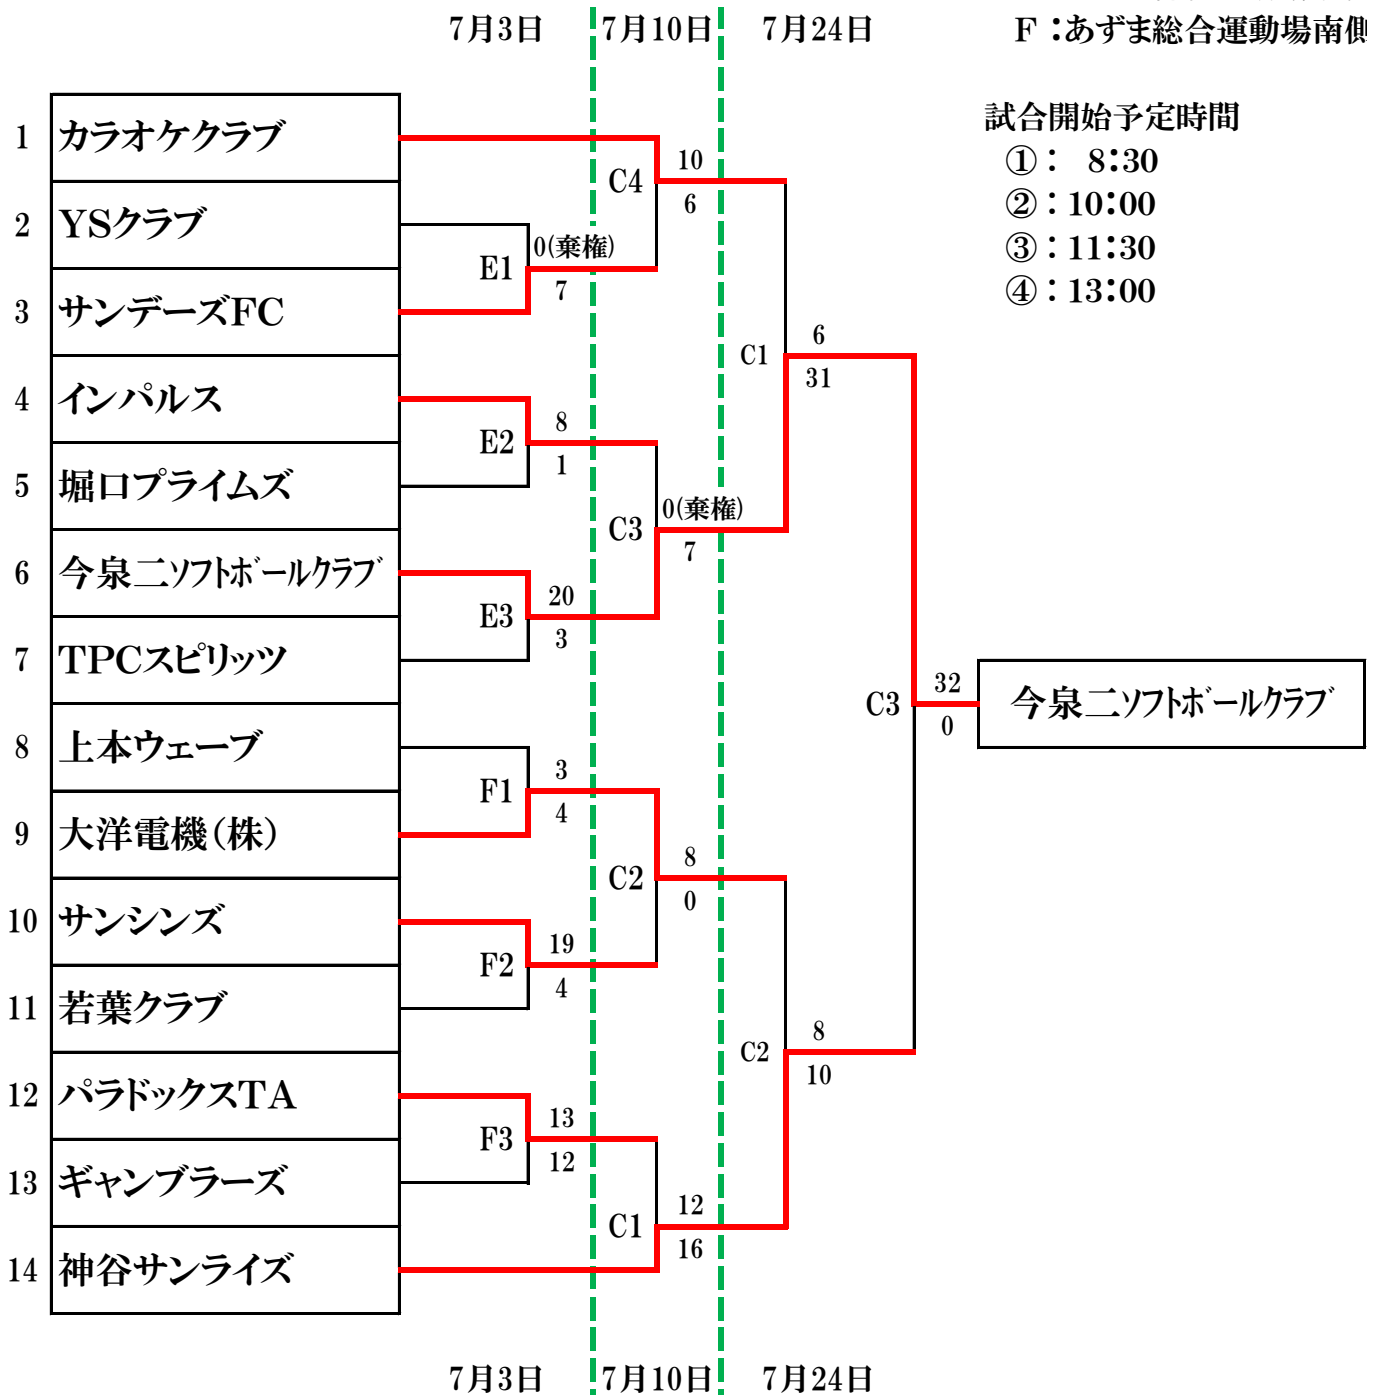 7月3日 7月10日 7月24日
F：あずま総合運動場南側
試合開始予定時間
①： 8:30
②：10:00
③：11:30
④：13:00
1 カラオケクラブ
2 YSクラブ
3 サンデーズFC
4 インパルス
5 堀口プライムズ
6 今泉二ソフトボールクラブ
7 TPCスピリッツ
8 上本ウェーブ
9 大洋電機(株)
10 サンシンズ
11 若葉クラブ
12 パラドックスTA
13 ギャンブラーズ
14 神谷サンライズ
E1
0(棄権)
7
E2
8
1
E3
20
3
F1
3
4
F2
19
4
F3
13
12
C4
10
6
C3
0(棄権)
7
C2
8
0
C1
12
16
C1
6
31
C2
8
10
C3
32
0
今泉二ソフトボールクラブ
7月3日 7月10日 7月24日